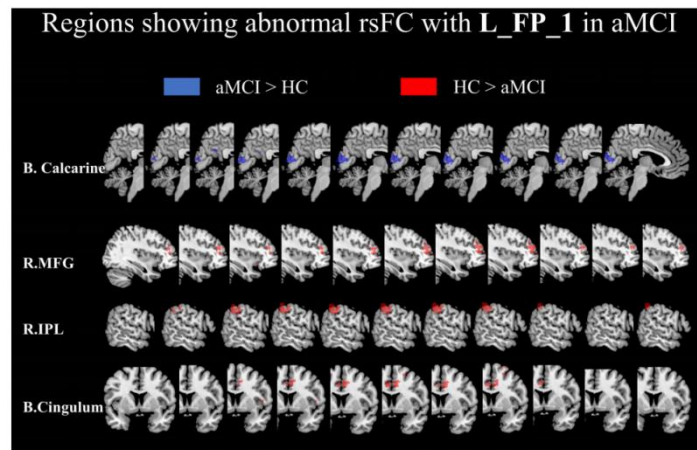 Regions showing abnormal rsFC with L_FP_1 in aMCI
aMCI > HC
HC > aMCI
B. Calcarine
R.MFG
R.IPL
B.Cingulum